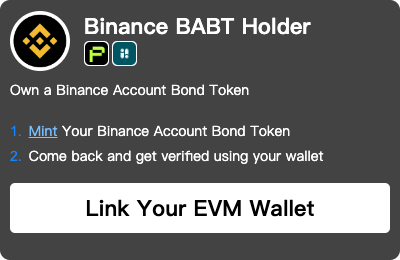 Binance BABT Holder
Own a Binance Account Bond Token
1. Mint Your Binance Account Bond Token
2. Come back and get verified using your wallet
Link Your EVM Wallet